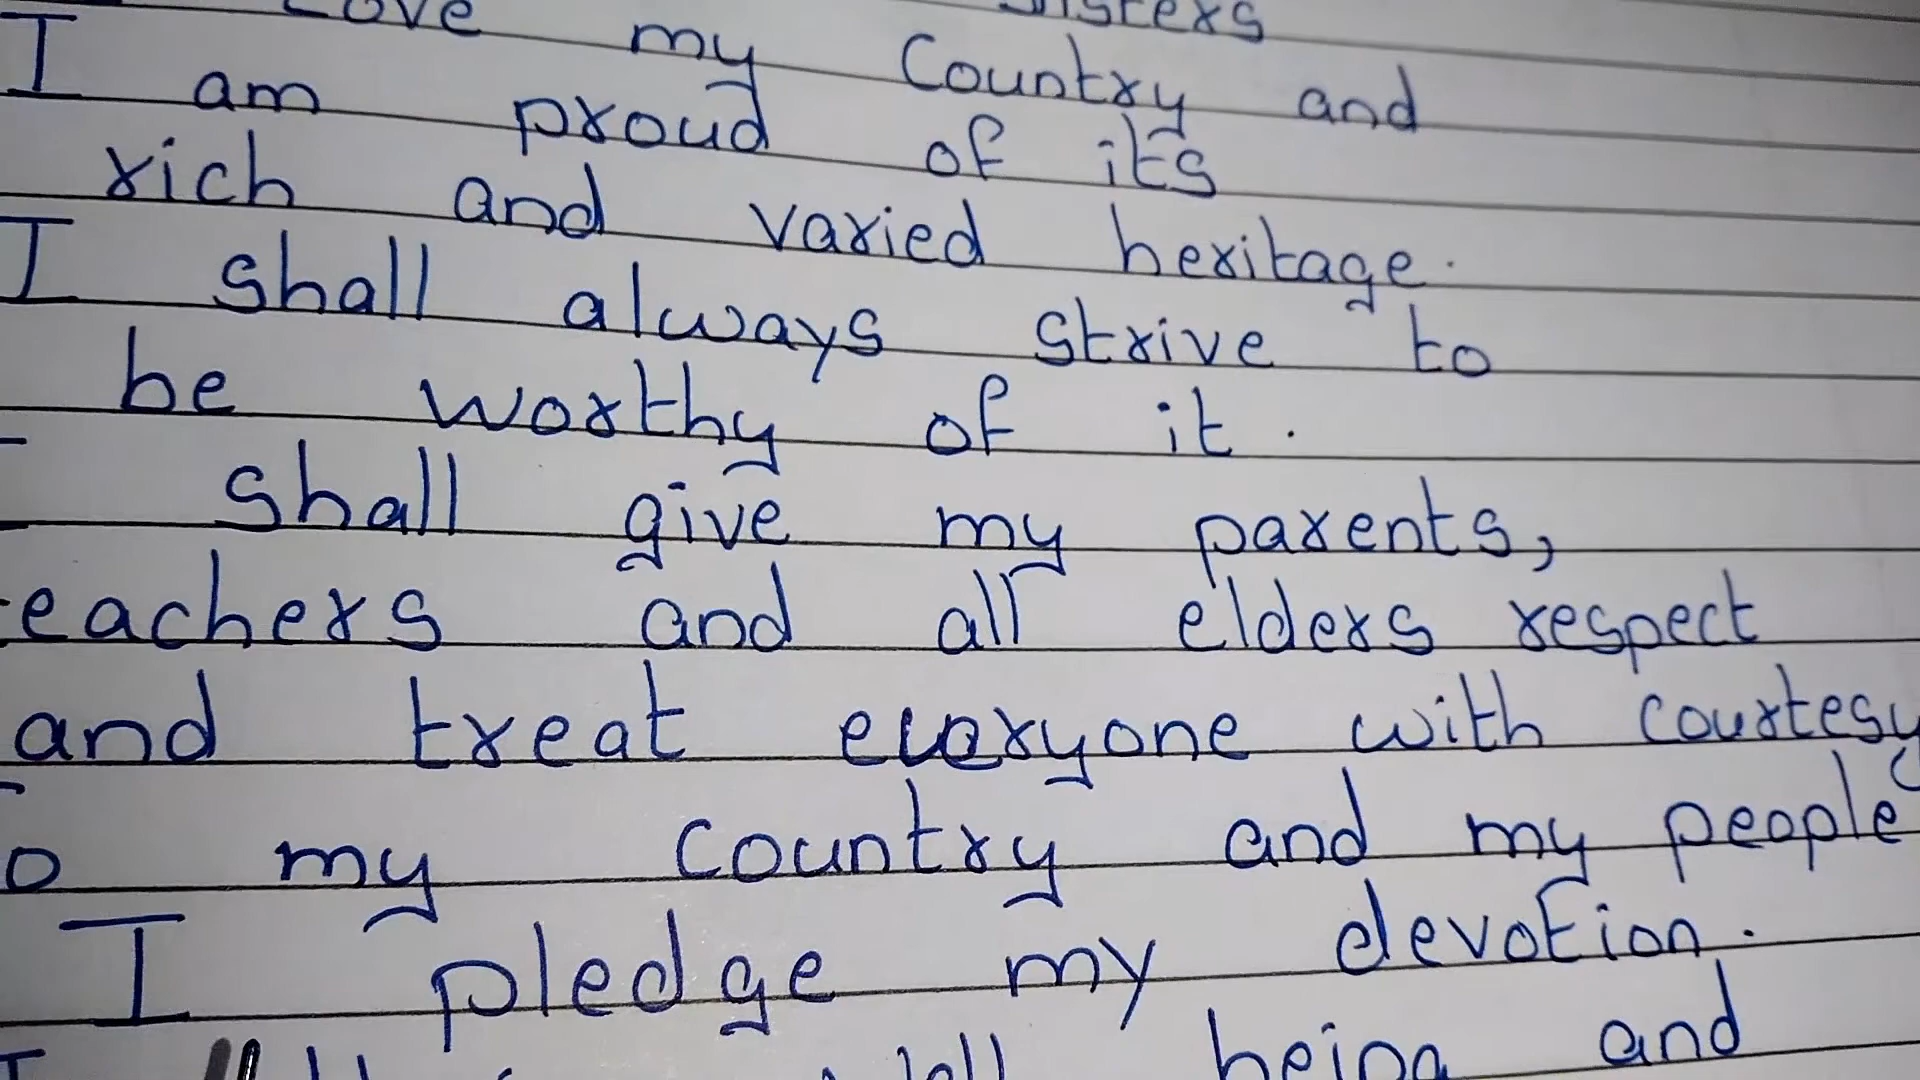 sisters
love my Country and
I am proud of its
rich and varied heritage.
I shall always strive to
be worthy of it.
shall give my parents,
eachers and all elders respect
and treat everyone with courtesy
o my country and my people
I pledge my devotion.
being and